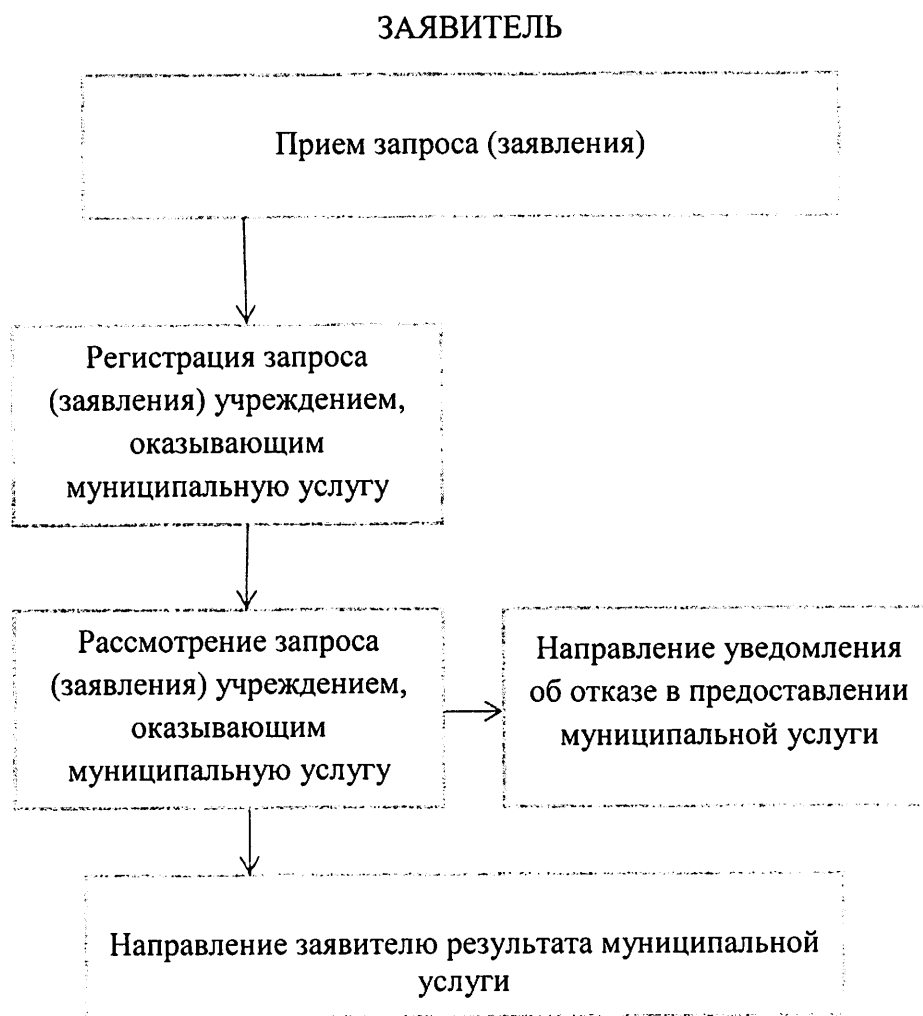 ЗАЯВИТЕЛЬ
Прием запроса (заявления)
Регистрация запроса
(заявления) учреждением,
оказывающим
муниципальную услугу
Рассмотрение запроса
(заявления) учреждением,
оказывающим
муниципальную услугу
Направление уведомления
об отказе в предоставлении
муниципальной услуги
Направление заявителю результата муниципальной
услуги